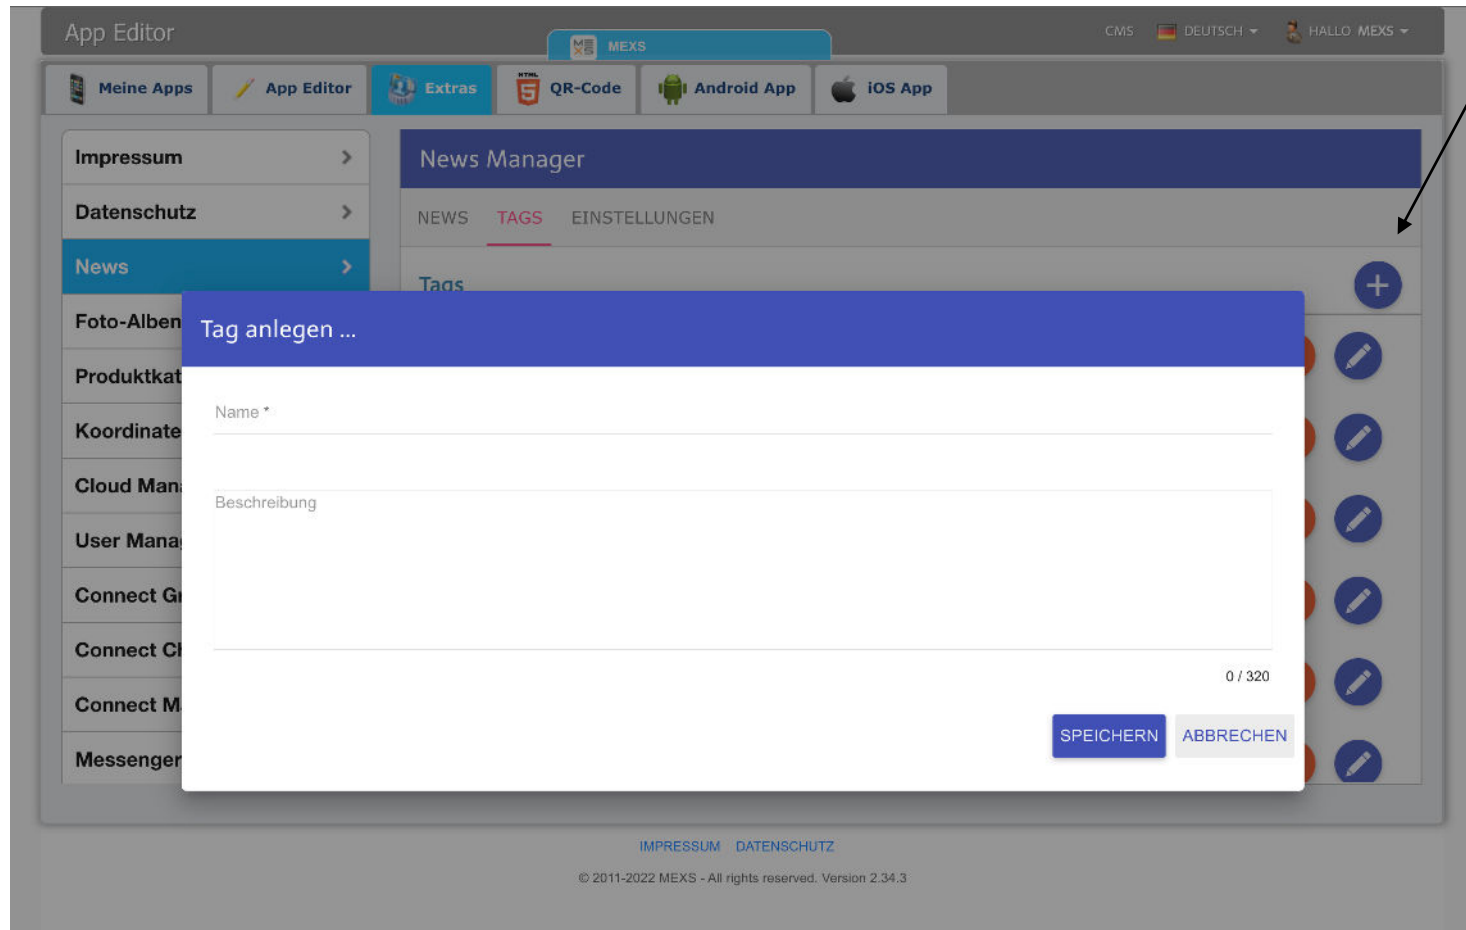 App Editor
MEXS
CMS DEUTSCH HALLO MEXS
Meine Apps App Editor Extras QR-Code Android App iOS App
Impressum
Datenschutz
News
Foto-Alben
Produktkat
Koordinate
Cloud Man
User Mana
Connect G
Connect C
Connect M
Messenger
News Manager
NEWS TAGS EINSTELLUNGEN
Tags
Tag anlegen ...
Name *
Beschreibung
0 / 320
SPEICHERN ABBRECHEN
IMPRESSUM DATENSCHUTZ
© 2011-2022 MEXS - All rights reserved. Version 2.34.3